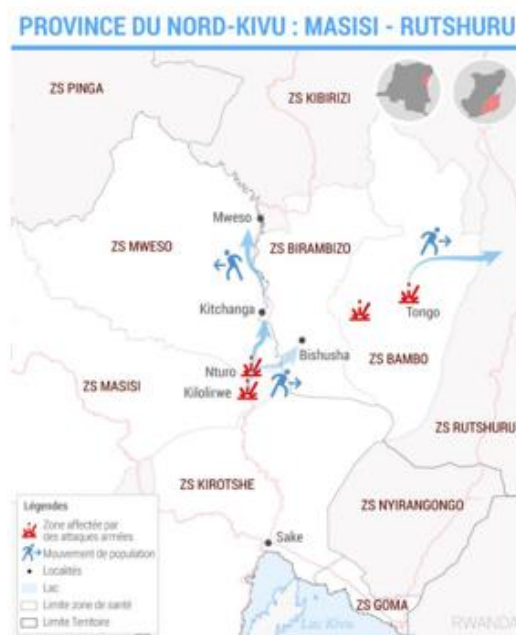 PROVINCE DU NORD-KIVU : MASISI - RUTSHURU
ZS PINGA
ZS KIBIRIZI
Mweso
ZS MWESO
ZS BIRAMBIZO
Kitchanga
Tongo
Bishusha
ZS BAMBO
Nturo
ZS MASISI
Kilolirwe
ZS RUTSHURU
ZS KIROTSHE
ZS NYIRANGONGO
Légendes
Zone affectée par
des attaques armées
Mouvement de population
Localités
Lac
Limite zone de santé
Limite Territoire
Sake
ZS GOMA
Lac Kivu
RWANDA